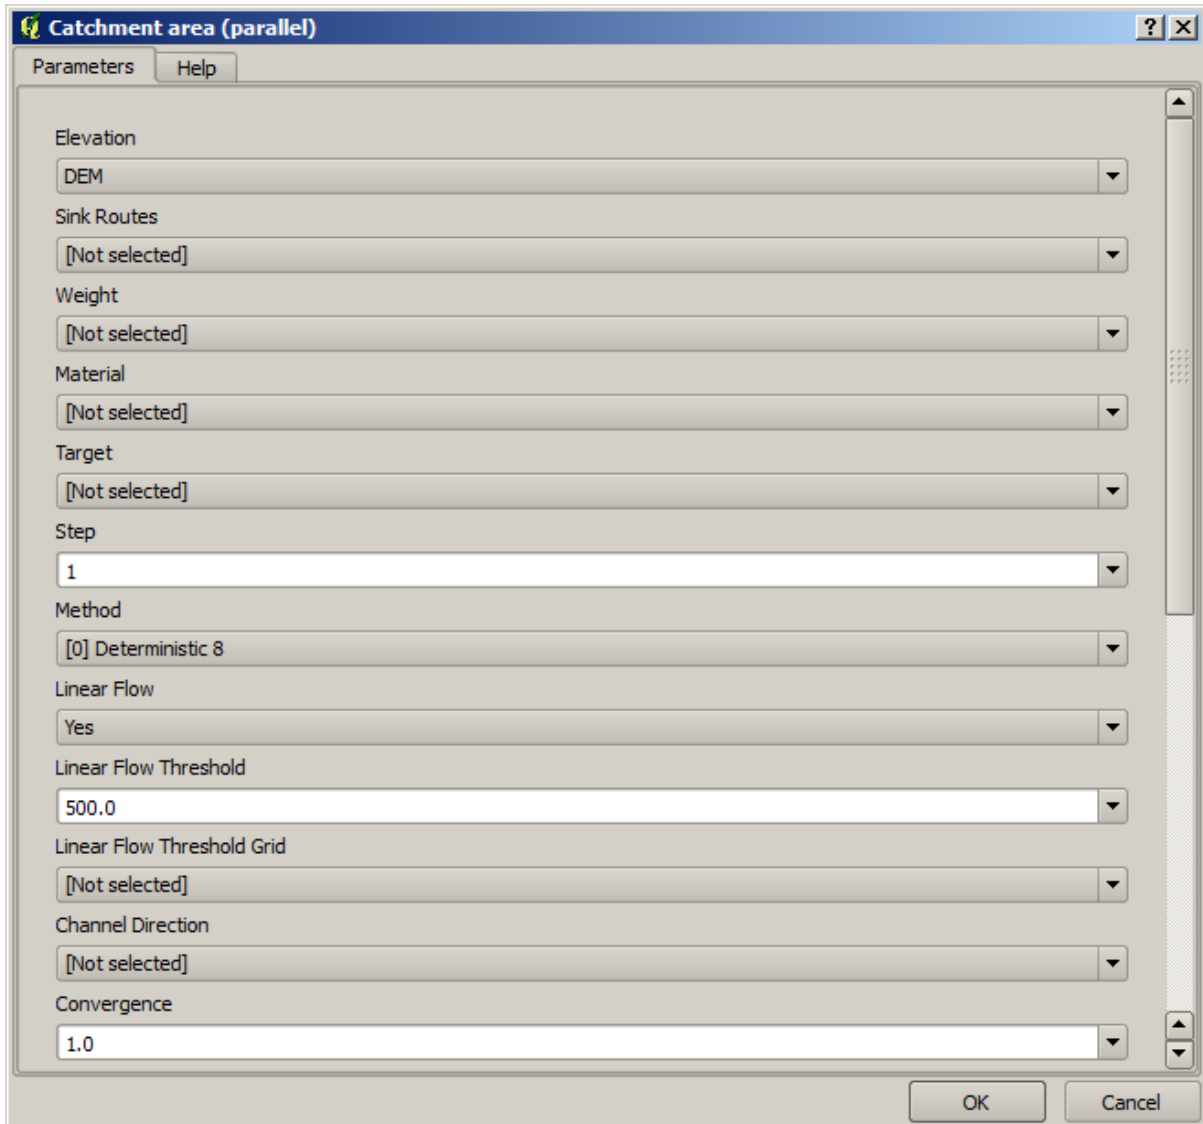 Catchment area (parallel)
Parameters Help
Elevation
DEM
Sink Routes
[Not selected]
Weight
[Not selected]
Material
[Not selected]
Target
[Not selected]
Step
1
Method
[0] Deterministic 8
Linear Flow
Yes
Linear Flow Threshold
500.0
Linear Flow Threshold Grid
[Not selected]
Channel Direction
[Not selected]
Convergence
1.0
OK Cancel